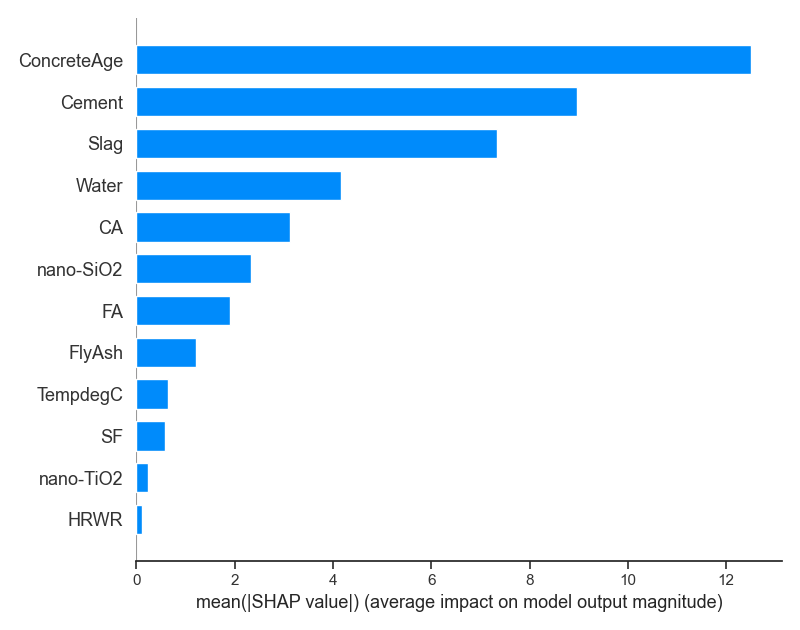 ConcreteAge
Cement
Slag
Water
CA
nano-SiO2
FA
FlyAsh
TempdegC
SF
nano-TiO2
HRWR
0 2 4 6 8 10 12
mean(|SHAP value|) (average impact on model output magnitude)